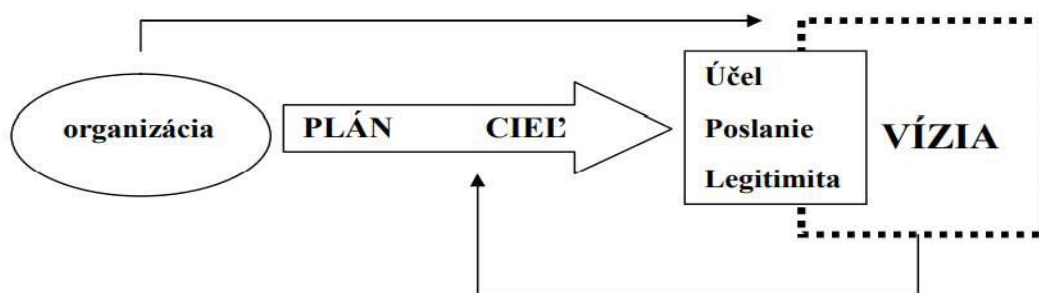 organizácia
PLÁN CIEĽ
Účel
Poslanie
Legitimita
VÍZIA